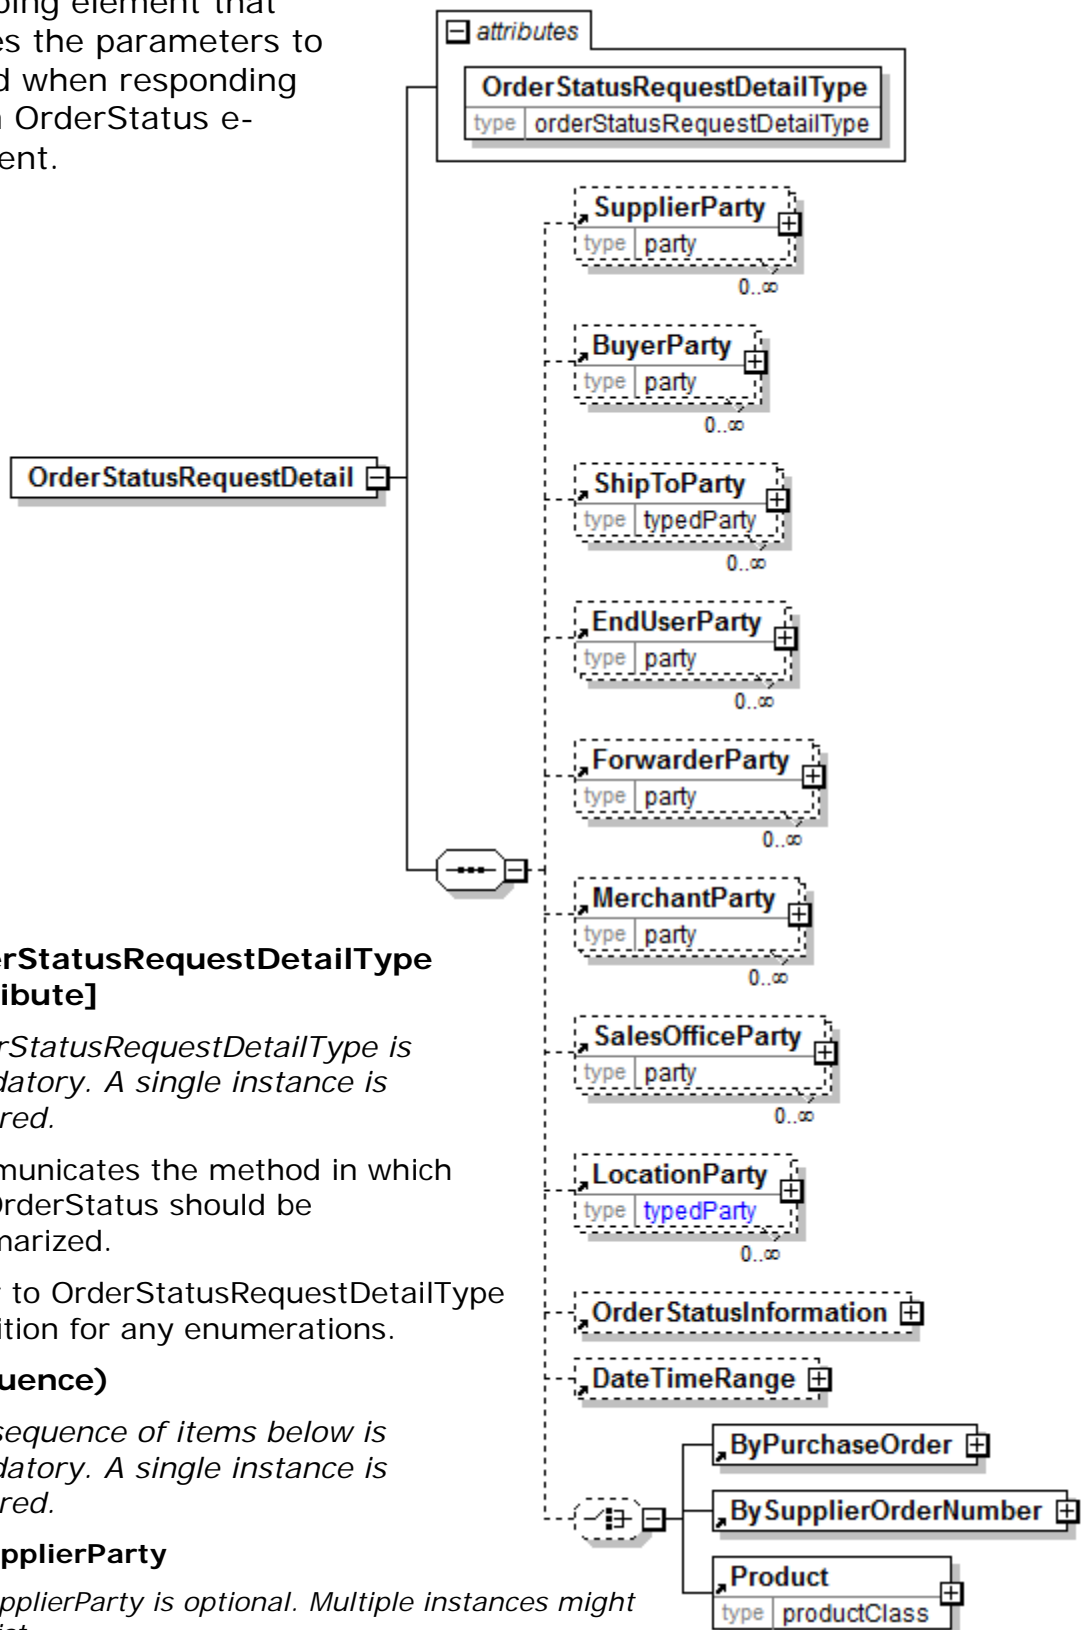 ping element that
es the parameters to
d when responding
n OrderStatus e-
ent.
attributes
OrderStatusRequestDetailType
type orderStatusRequestDetailType
SupplierParty
type party
0..∞
BuyerParty
type party
0..∞
ShipToParty
type typedParty
0..∞
OrderStatusRequestDetail
EndUserParty
type party
0..∞
ForwarderParty
type party
0..∞
MerchantParty
type party
0..∞
SalesOfficeParty
type party
0..∞
LocationParty
type typedParty
0..∞
OrderStatusInformation
DateTimeRange
ByPurchaseOrder
BySupplierOrderNumber
Product
type productClass
erStatusRequestDetailType
ibute]
rStatusRequestDetailType is
datory. A single instance is
red.
municates the method in which
OrderStatus should be
marized.
r to OrderStatusRequestDetailType
ition for any enumerations.
uence)
sequence of items below is
datory. A single instance is
red.
pplierParty
pplierParty is optional. Multiple instances might